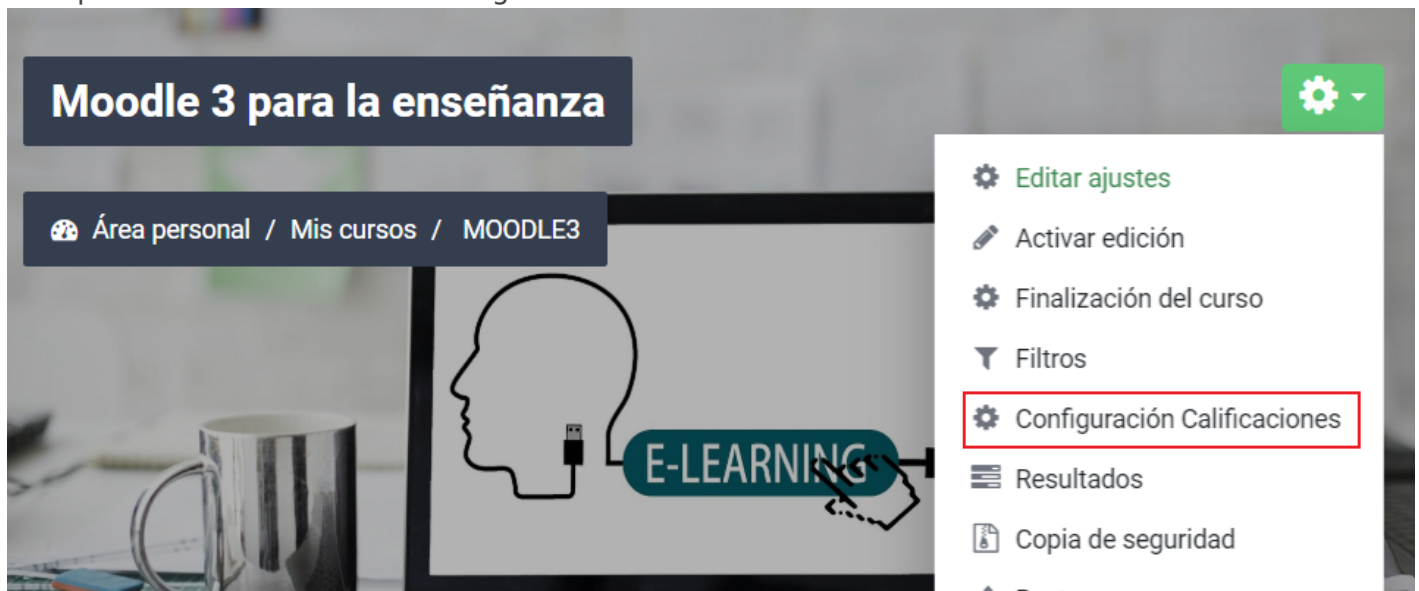 Moodle 3 para la enseñanza
Área personal / Mis cursos / MOODLE3
Editar ajustes
Activar edición
Finalización del curso
Filtros
Configuración Calificaciones
Resultados
Copia de seguridad
E-LEARNING